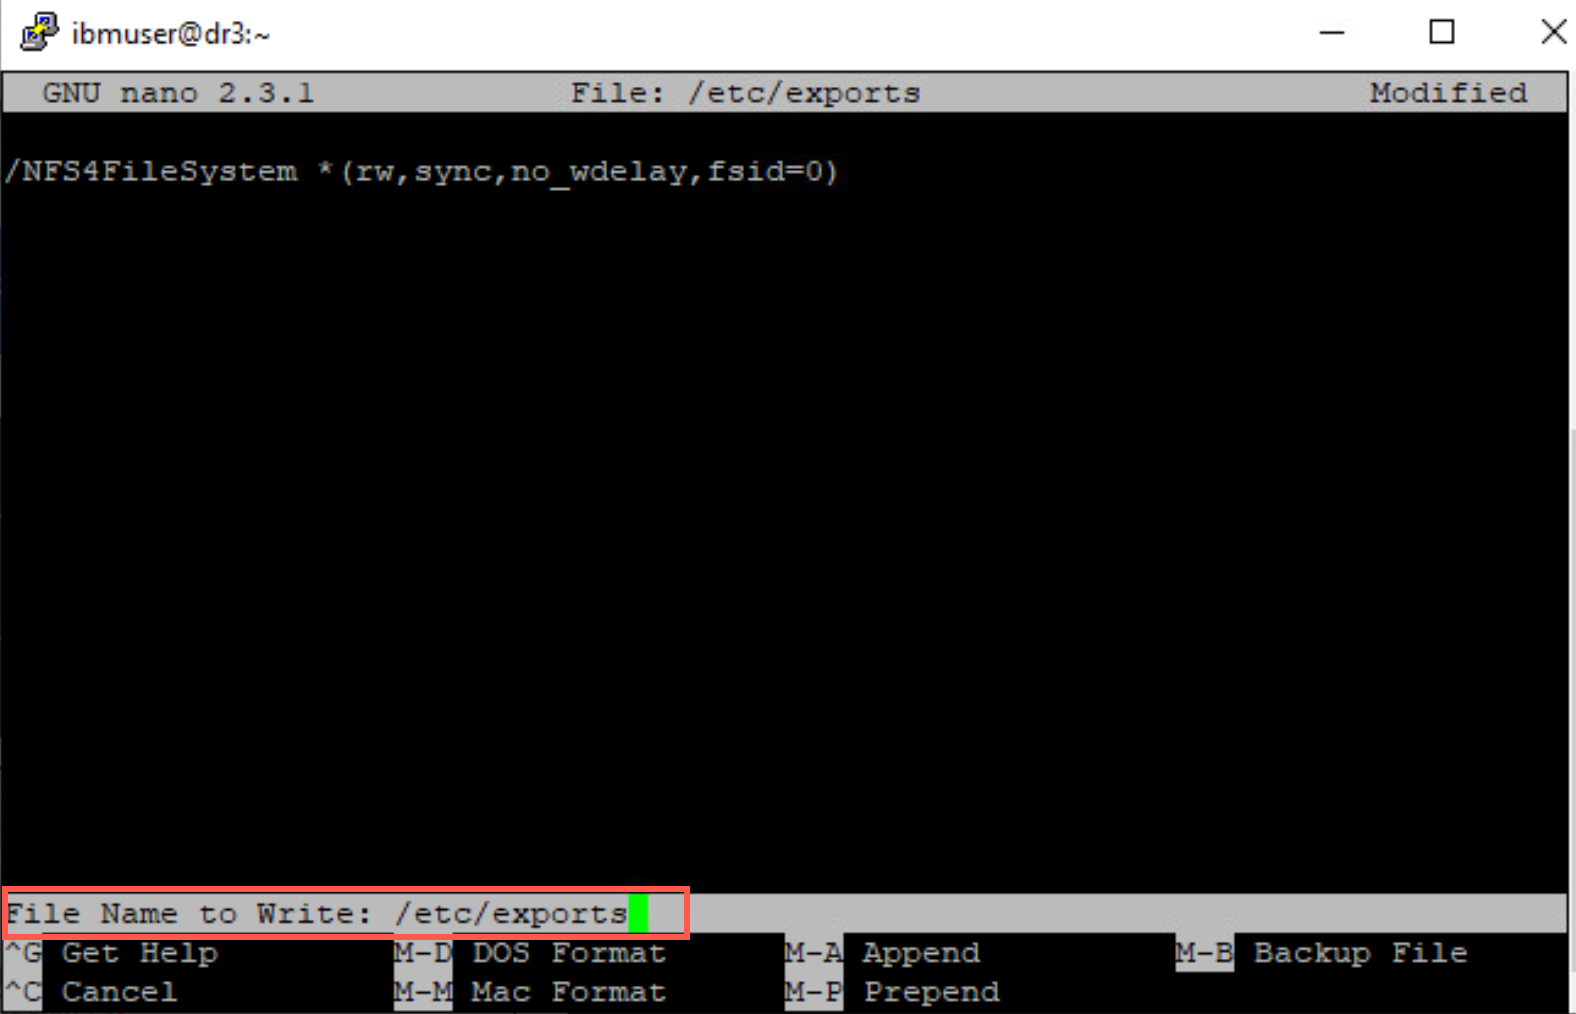 ibmuser@dr3:~
GNU nano 2.3.1 File: /etc/exports Modified
/NFS4FileSystem *(rw,sync,no_wdelay,fsid=0)
File Name to Write: /etc/exports
^G Get Help M-D DOS Format M-A Append M-B Backup File
^C Cancel M-M Mac Format M-P Prepend